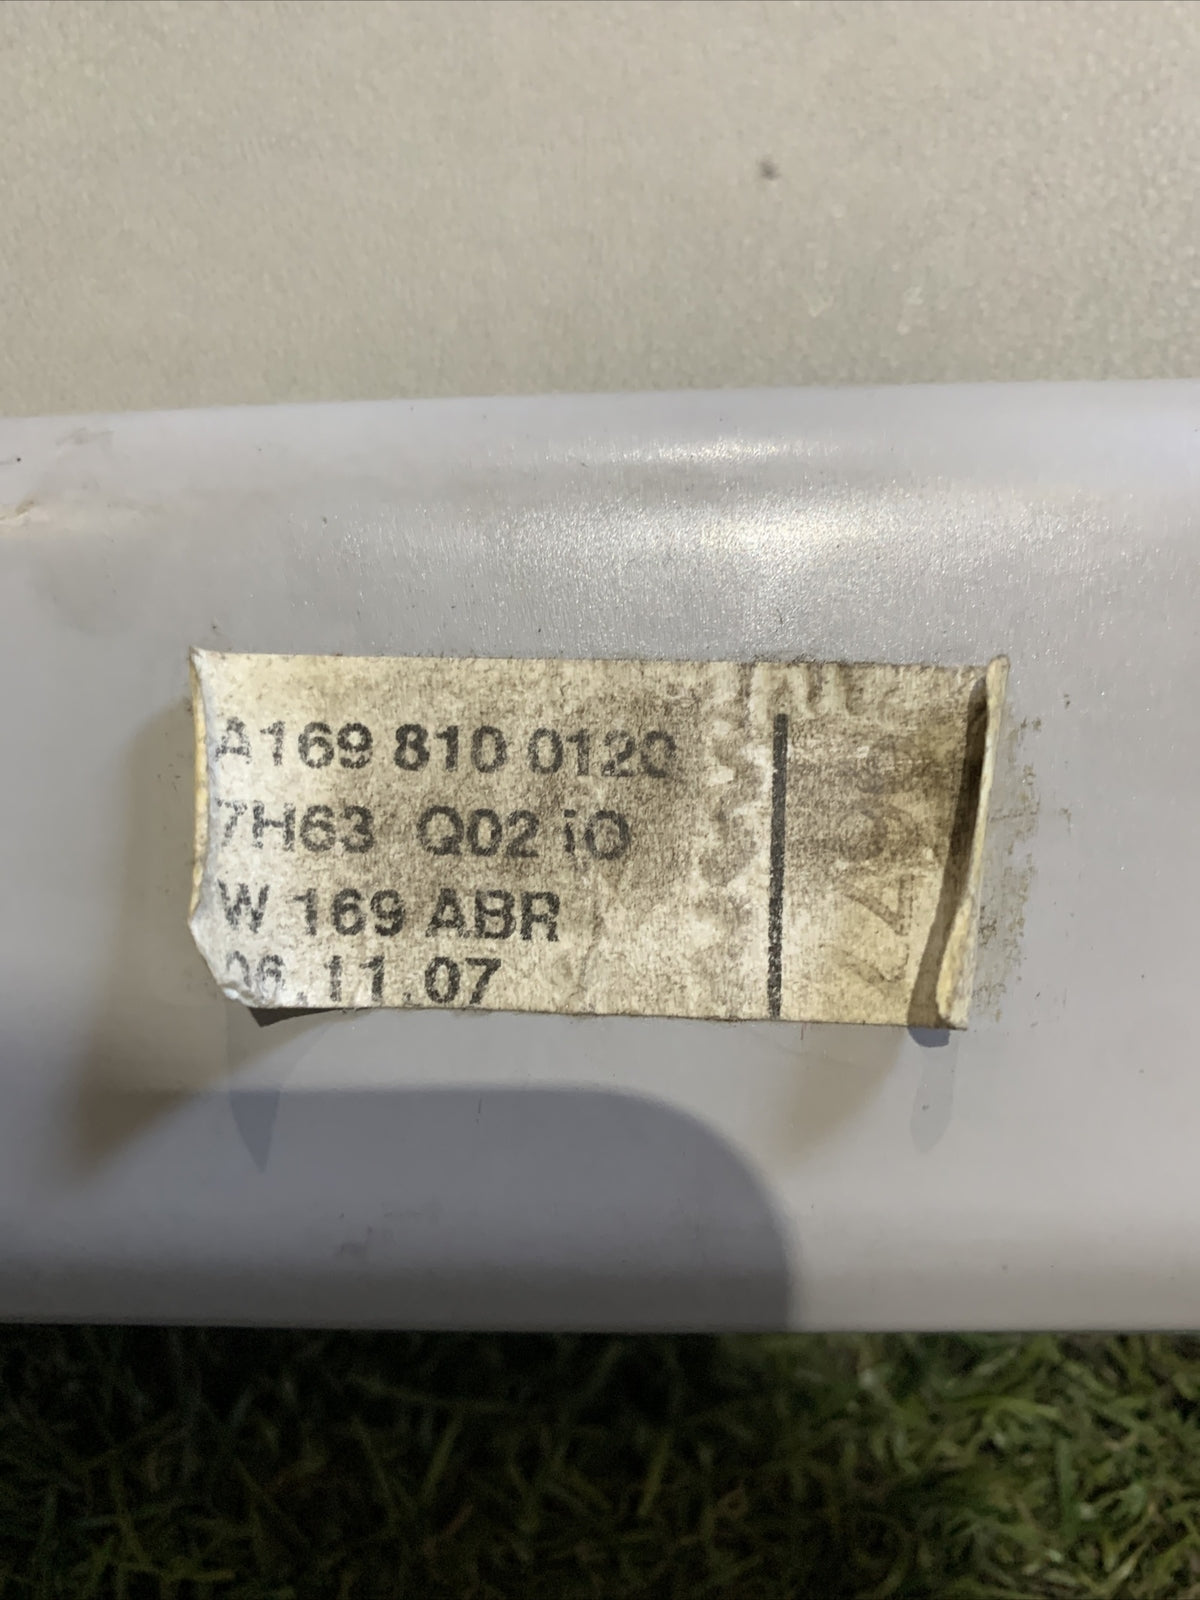 A169 810 0120
7H63 Q02 iO
W 169 ABR
06.11.07